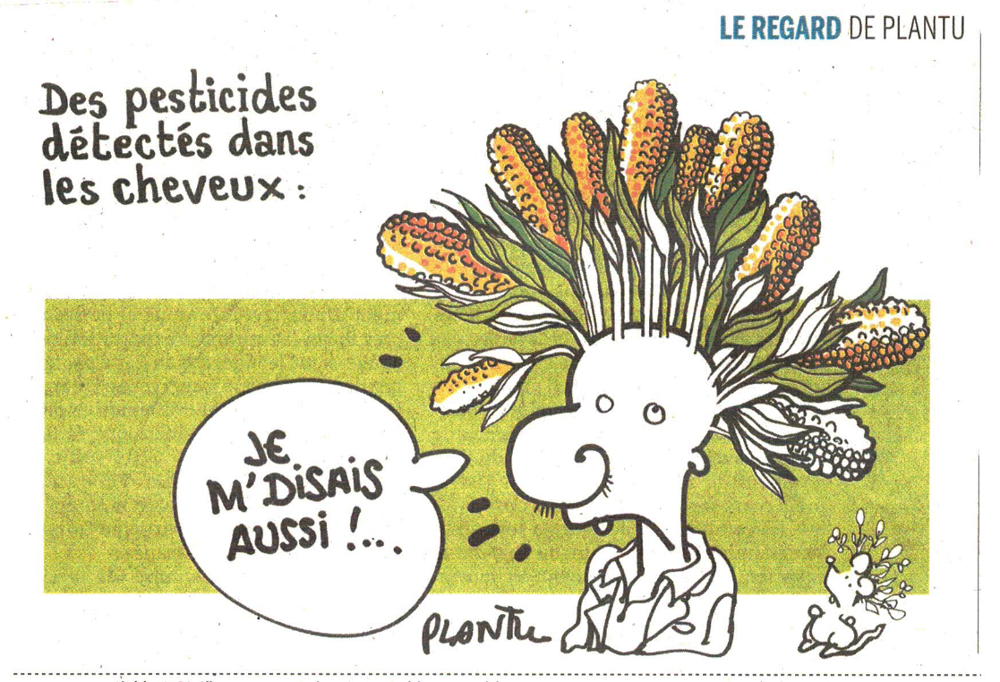 LE REGARD DE PLANTU
Des pesticides
détectés dans
les cheveux :
JE
M'DISAIS
AUSSI !...
PLANTU